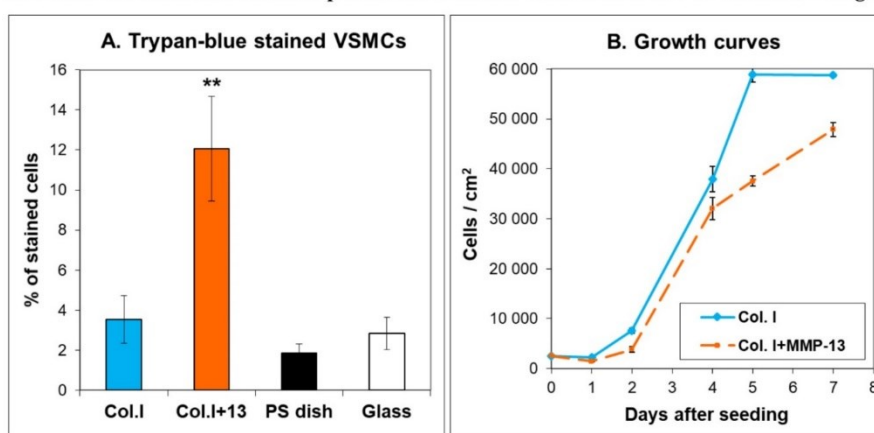 A. Trypan-blue stained VSMCs
% of stained cells
16
14
12
10
8
6
4
2
0
**
Col.I Col.I+13 PS dish Glass
B. Growth curves
Cells / cm²
60 000
50 000
40 000
30 000
20 000
10 000
0
Col. I
Col. I+MMP-13
0 1 2 3 4 5 6 7 8
Days after seeding